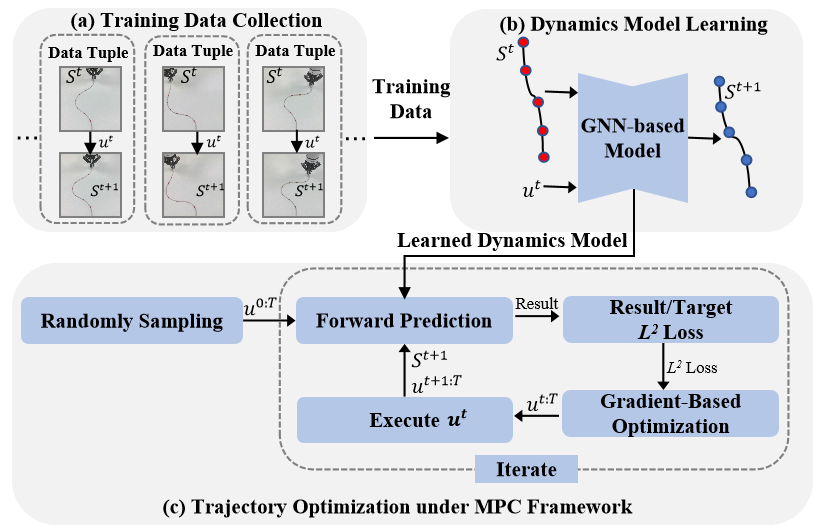 (a) Training Data Collection
Data Tuple
Data Tuple
Data Tuple
S^t
S^t
S^t
...
u^t
u^t
u^t
...
S^{t+1}
S^{t+1}
S^{t+1}
Training
Data
(b) Dynamics Model Learning
S^t
S^{t+1}
GNN-based
Model
u^t
Learned Dynamics Model
Randomly Sampling
u^{0:T}
Forward Prediction
Result
Result/Target
L² Loss
S^{t+1}
u^{t+1:T}
L² Loss
Execute u^t
u^{t:T}
Gradient-Based
Optimization
Iterate
(c) Trajectory Optimization under MPC Framework